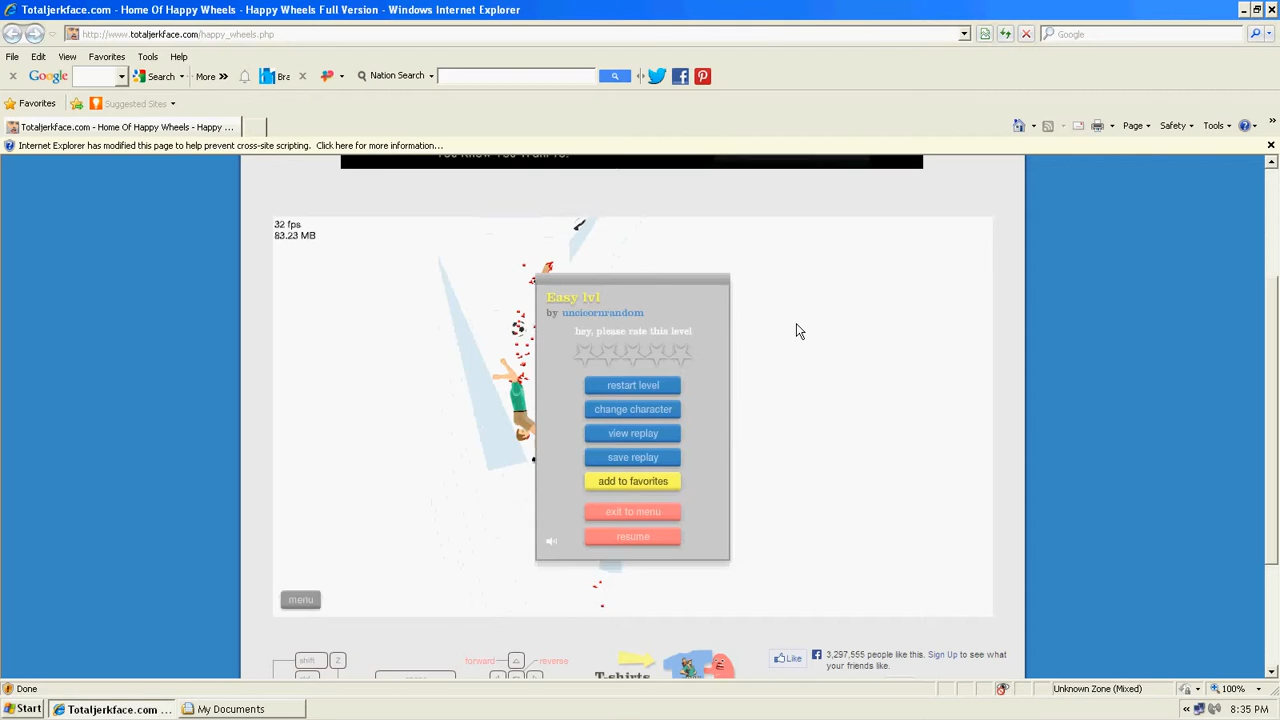 Totaljerkface.com - Home Of Happy Wheels - Happy Wheels Full Version - Windows Internet Explorer
http://www.totaljerkface.com/happy_wheels.php
Google
File Edit View Favorites Tools Help
Google Search More » Bra Nation Search
Favorites Suggested Sites
Totaljerkface.com - Home Of Happy Wheels - Happy ... Page Safety Tools
Internet Explorer has modified this page to help prevent cross-site scripting. Click here for more information...
32 fps
83.23 MB
Easy lvl
by uncicornrandom
hey, please rate this level
restart level
change character
view replay
save replay
add to favorites
exit to menu
resume
menu
shift Z forward reverse
T-shirts
Like 3,297,555 people like this. Sign Up to see what
your friends like.
Done Unknown Zone (Mixed) 100%
Start Totaljerkface.com ... My Documents 8:35 PM